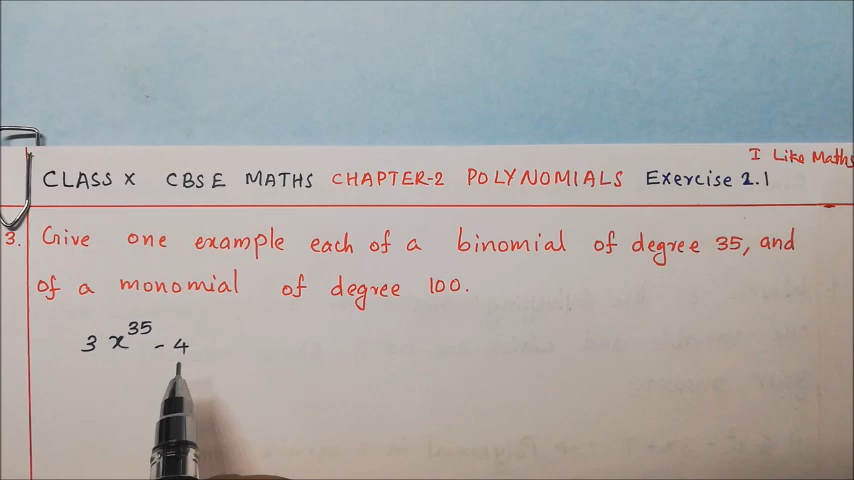 I Like Maths
CLASS X CBSE MATHS CHAPTER-2 POLYNOMIALS Exercise 2.1
3. Give one example each of a binomial of degree 35, and
of a monomial of degree 100.
3x³⁵ - 4